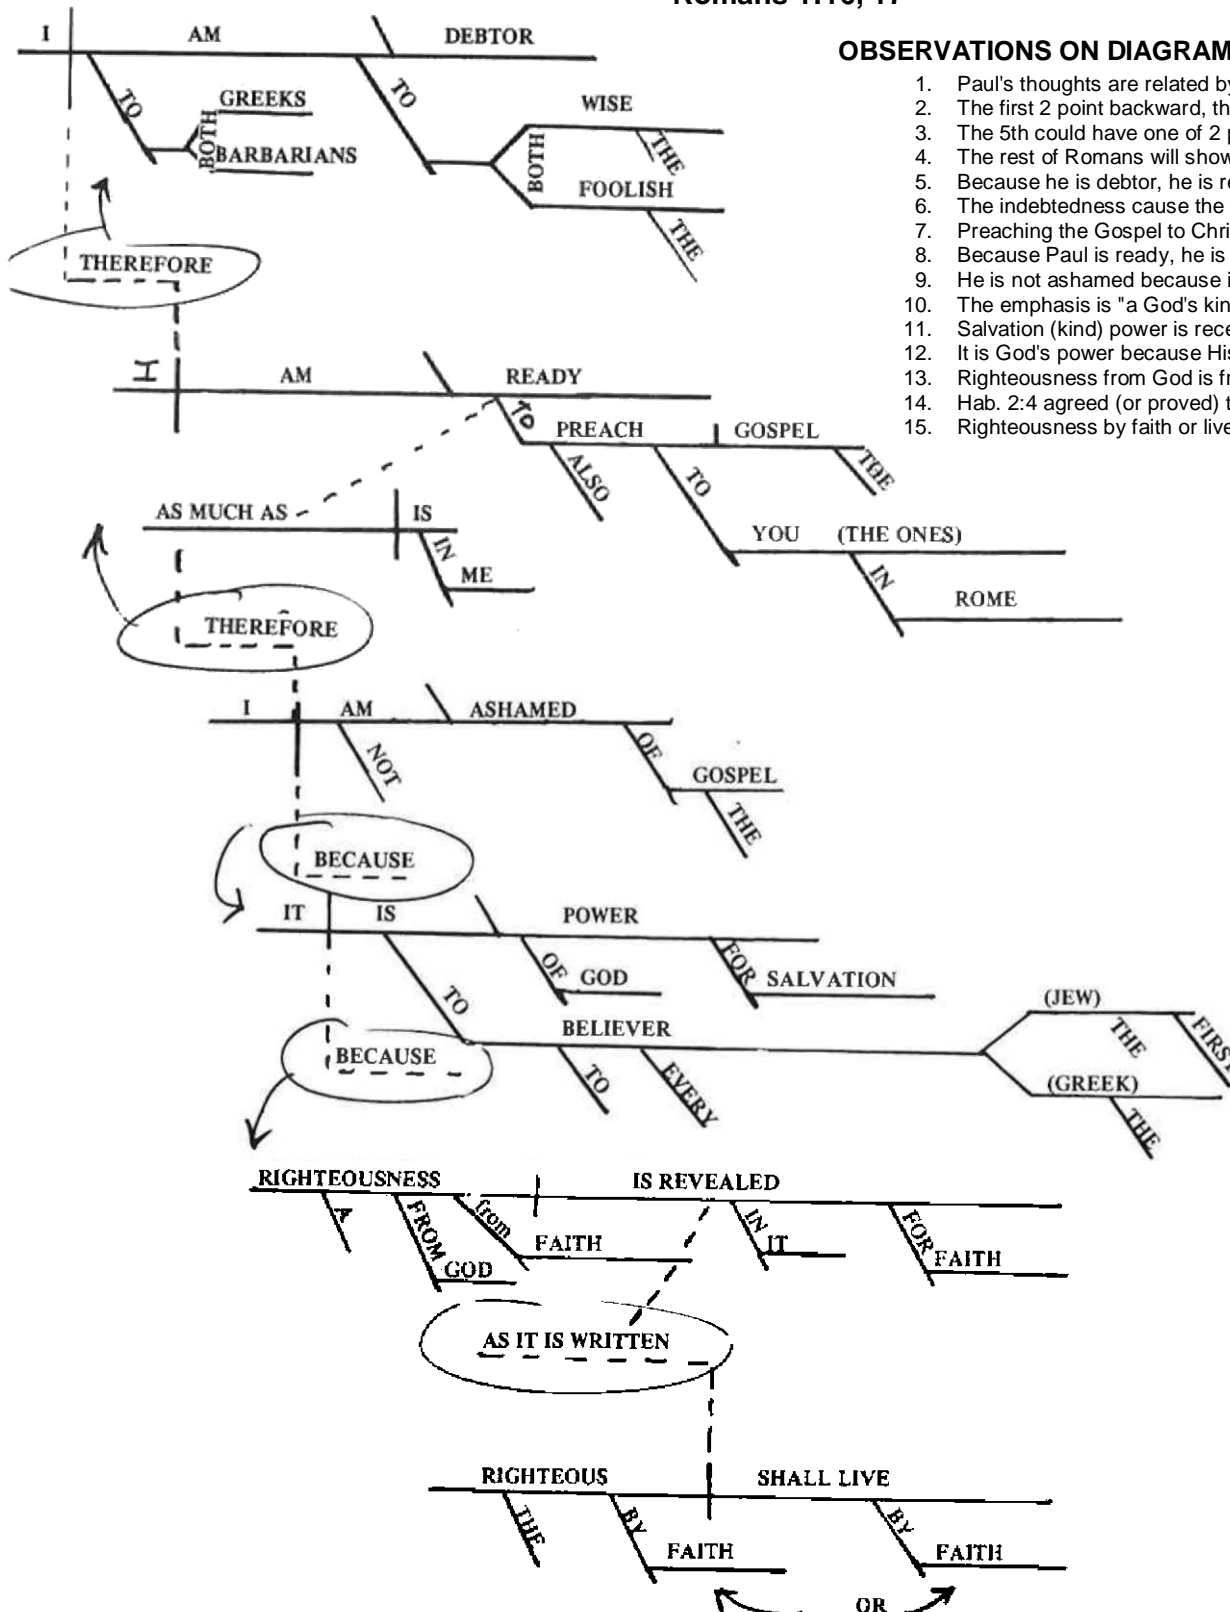 Romans 1:16, 17
OBSERVATIONS ON DIAGRAM
1. Paul's thoughts are related by
2. The first 2 point backward, th
3. The 5th could have one of 2 p
4. The rest of Romans will show
5. Because he is debtor, he is re
6. The indebtedness cause the
7. Preaching the Gospel to Chri
8. Because Paul is ready, he is
9. He is not ashamed because i
10. The emphasis is "a God's kin
11. Salvation (kind) power is rece
12. It is God's power because His
13. Righteousness from God is fr
14. Hab. 2:4 agreed (or proved) t
15. Righteousness by faith or live
I AM DEBTOR
TO BOTH GREEKS
BARBARIANS
TO BOTH WISE
THE
FOOLISH
THE
THEREFORE
I AM READY
TO PREACH GOSPEL
ALSO TO THE
AS MUCH AS IS
IN ME
YOU (THE ONES)
IN ROME
THEREFORE
I AM ASHAMED
NOT OF GOSPEL
THE
BECAUSE
IT IS POWER
OF GOD FOR SALVATION
TO BELIEVER
TO EVERY
(JEW)
THE FIRST
(GREEK)
THE
BECAUSE
RIGHTEOUSNESS IS REVEALED
A FROM GOD from FAITH IN IT FOR FAITH
AS IT IS WRITTEN
RIGHTEOUS SHALL LIVE
THE BY FAITH BY FAITH
OR